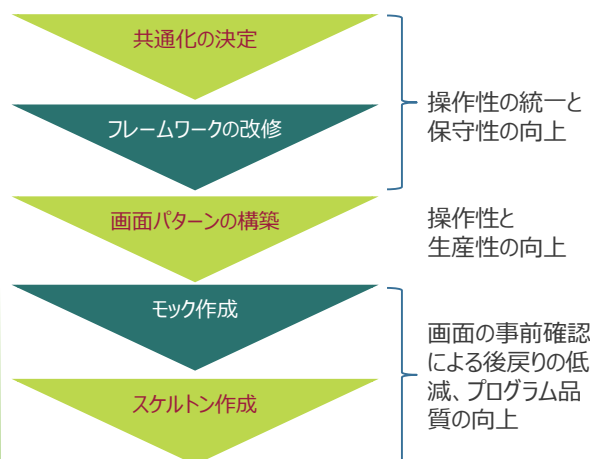 共通化の決定
フレームワークの改修
操作性の統一と
保守性の向上
画面パターンの構築
操作性と
生産性の向上
モック作成
スケルトン作成
画面の事前確認
による後戻りの低
減、プログラム品
質の向上